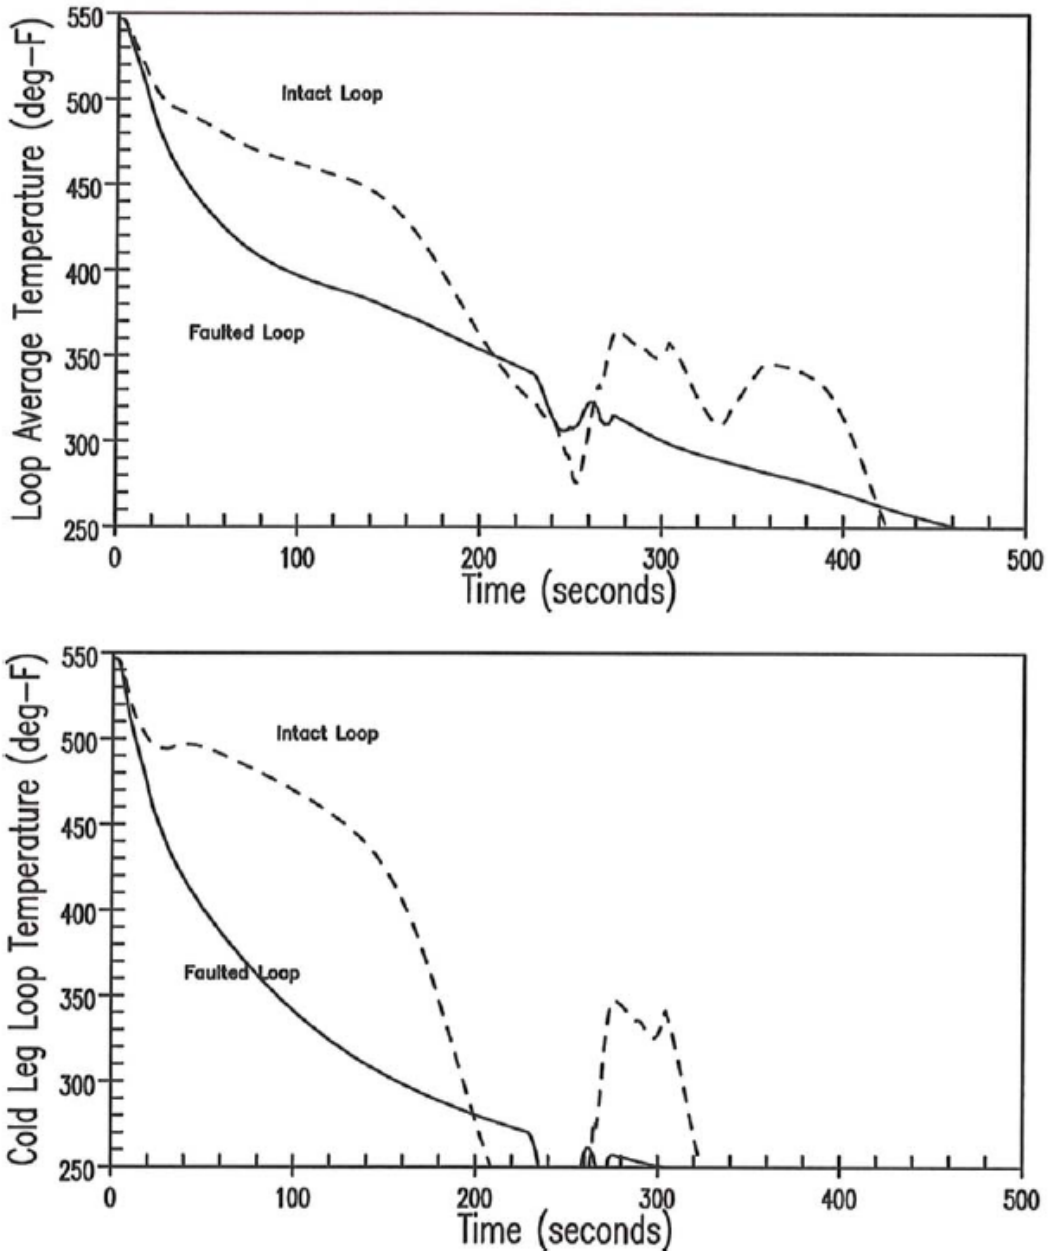 Loop Average Temperature (deg-F)
550
500
450
400
350
300
250
Intact Loop
Faulted Loop
0 100 200 300 400 500
Time (seconds)
Cold Leg Loop Temperature (deg-F)
550
500
450
400
350
300
250
Intact Loop
Faulted Loop
0 100 200 300 400 500
Time (seconds)